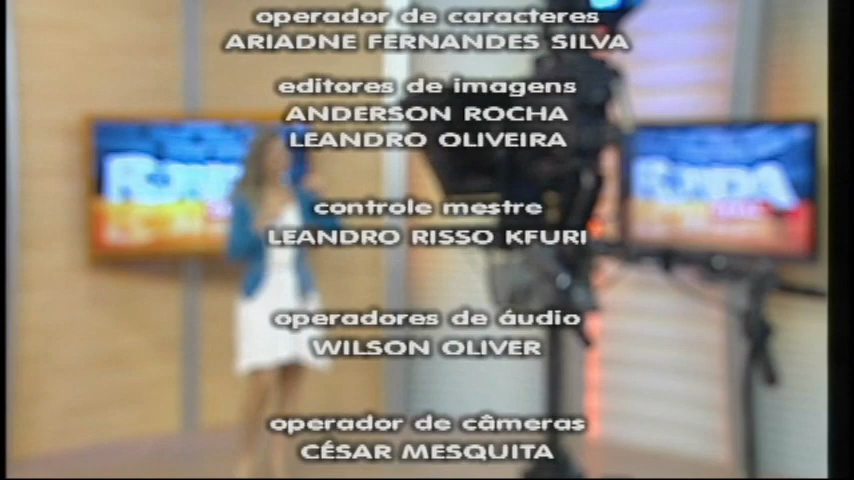 operador de caracteres
ARIADNE FERNANDES SILVA
editores de imagens
ANDERSON ROCHA
LEANDRO OLIVEIRA
controle mestre
LEANDRO RISSO KFURI
operadores de áudio
WILSON OLIVER
operador de câmeras
CÉSAR MESQUITA
RONDA